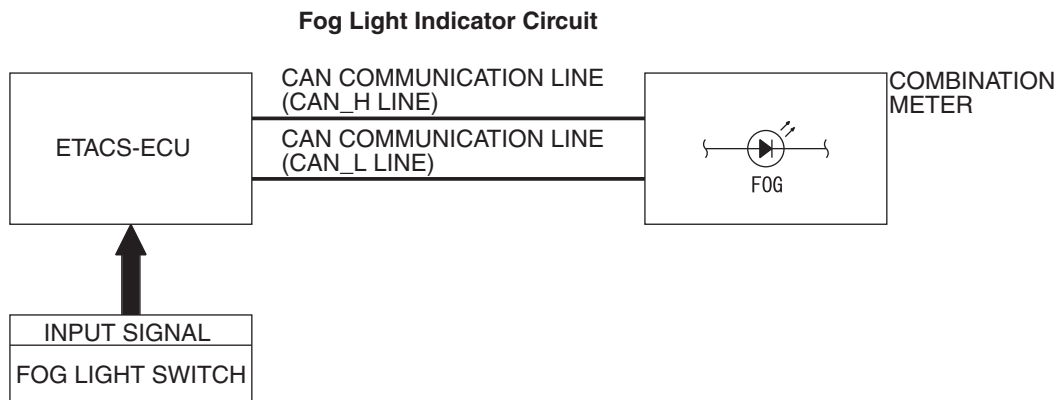 Fog Light Indicator Circuit
CAN COMMUNICATION LINE
(CAN_H LINE)
COMBINATION
METER
ETACS-ECU
CAN COMMUNICATION LINE
(CAN_L LINE)
FOG
INPUT SIGNAL
FOG LIGHT SWITCH